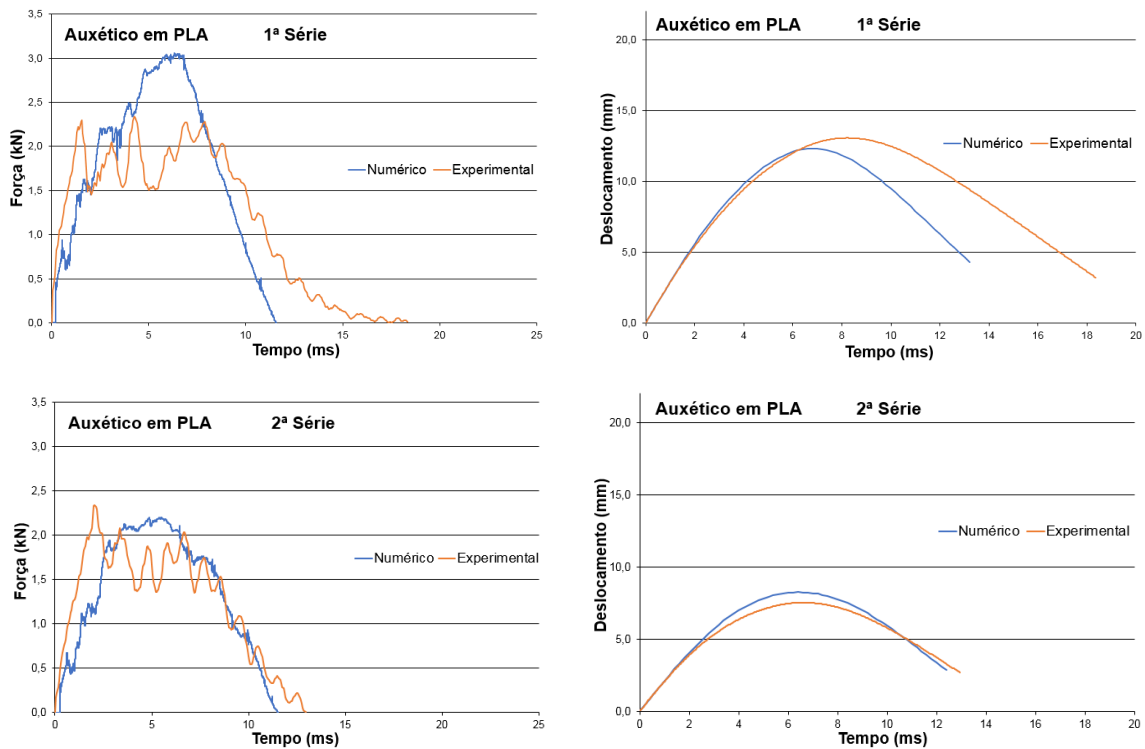 Auxético em PLA 1ª Série
Força (kN)
3,5
3,0
2,5
2,0
1,5
1,0
0,5
0,0
Numérico Experimental
0 5 10 15 20 25
Tempo (ms)
Auxético em PLA 1ª Série
Deslocamento (mm)
20,0
15,0
10,0
5,0
0,0
Numérico Experimental
0 2 4 6 8 10 12 14 16 18 20
Tempo (ms)
Auxético em PLA 2ª Série
Força (kN)
3,5
3,0
2,5
2,0
1,5
1,0
0,5
0,0
Numérico Experimental
0 5 10 15 20 25
Tempo (ms)
Auxético em PLA 2ª Série
Deslocamento (mm)
20,0
15,0
10,0
5,0
0,0
Numérico Experimental
0 2 4 6 8 10 12 14 16 18 20
Tempo (ms)